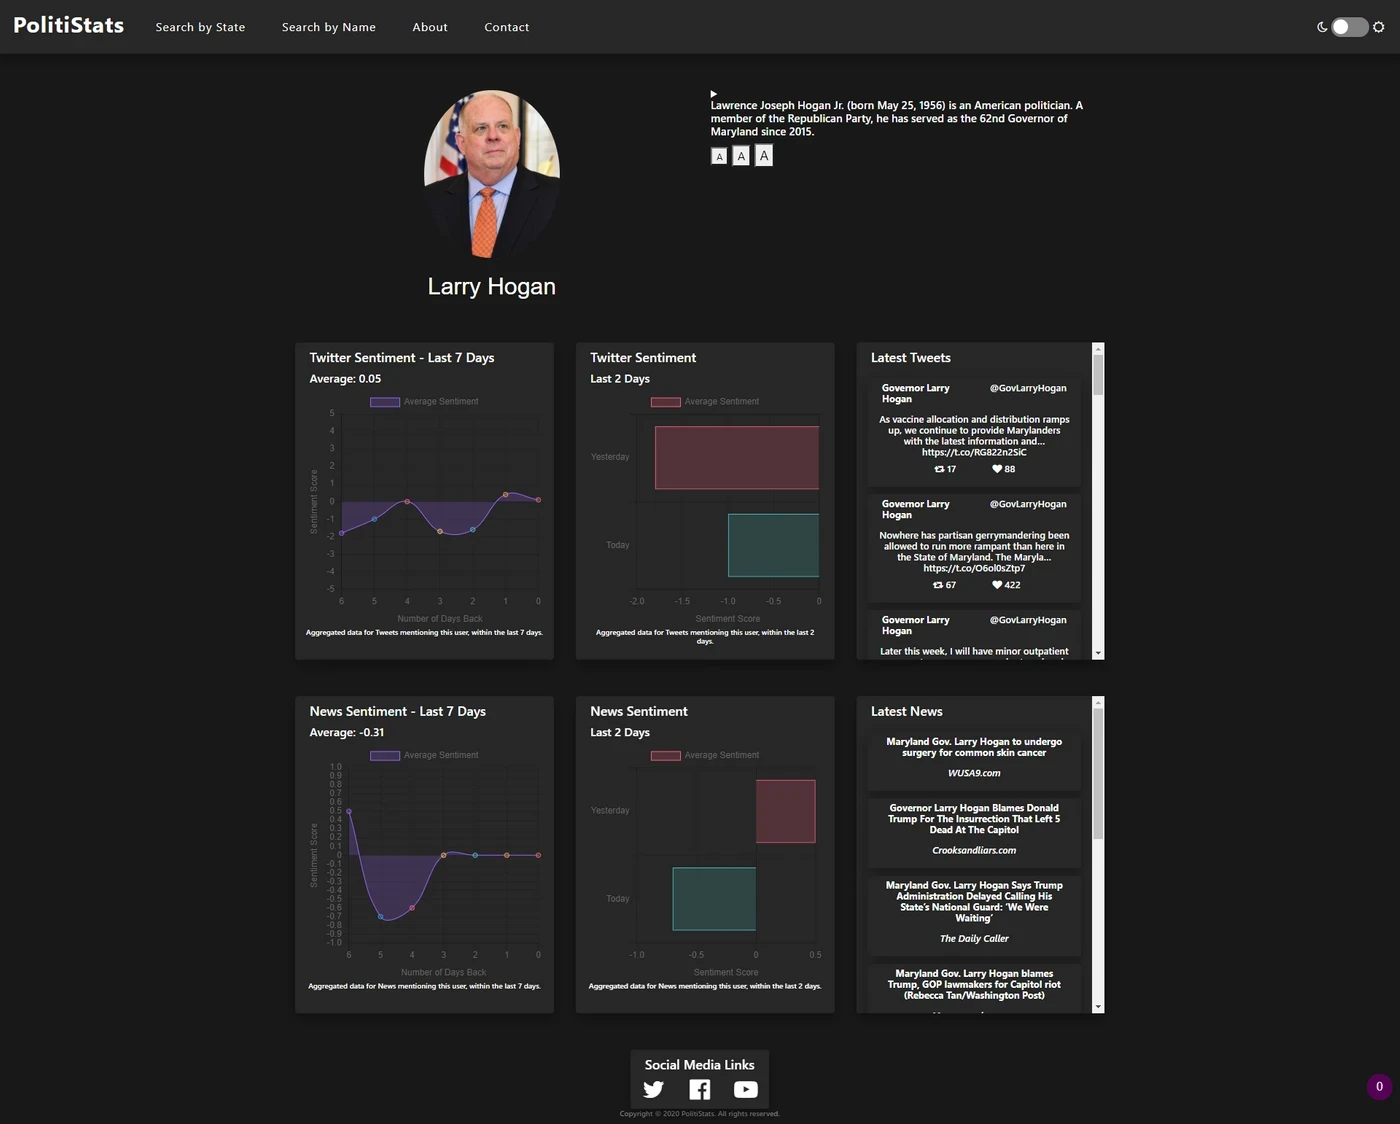 PolitiStats
Search by State
Search by Name
About
Contact
Lawrence Joseph Hogan Jr. (born May 25, 1956) is an American politician. A
member of the Republican Party, he has served as the 62nd Governor of
Maryland since 2015.
A A A
Larry Hogan
Twitter Sentiment - Last 7 Days
Average: 0.05
Average Sentiment
5
4
3
2
1
0
-1
-2
-3
-4
-5
Sentiment Score
6 5 4 3 2 1 0
Number of Days Back
Aggregated data for Tweets mentioning this user, within the last 7 days.
Twitter Sentiment
Last 2 Days
Average Sentiment
Yesterday
Today
-2.0 -1.5 -1.0 -0.5 0
Sentiment Score
Aggregated data for Tweets mentioning this user, within the last 2
days.
Latest Tweets
Governor Larry
Hogan
@GovLarryHogan
As vaccine allocation and distribution ramps
up, we continue to provide Marylanders
with the latest information and...
https://t.co/RG822n2SiC
17 88
Governor Larry
Hogan
@GovLarryHogan
Nowhere has partisan gerrymandering been
allowed to run more rampant than here in
the State of Maryland. The Maryla...
https://t.co/O6ol0sZtp7
67 422
Governor Larry
Hogan
@GovLarryHogan
Later this week, I will have minor outpatient
News Sentiment - Last 7 Days
Average: -0.31
Average Sentiment
1.0
0.9
0.8
0.7
0.6
0.5
0.4
0.3
0.2
0.1
0
-0.1
-0.2
-0.3
-0.4
-0.5
-0.6
-0.7
-0.8
-0.9
-1.0
Sentiment Score
6 5 4 3 2 1 0
Number of Days Back
Aggregated data for News mentioning this user, within the last 7 days.
News Sentiment
Last 2 Days
Average Sentiment
Yesterday
Today
-1.0 -0.5 0 0.5
Sentiment Score
Aggregated data for News mentioning this user, within the last 2 days.
Latest News
Maryland Gov. Larry Hogan to undergo
surgery for common skin cancer
WUSA9.com
Governor Larry Hogan Blames Donald
Trump For The Insurrection That Left 5
Dead At The Capitol
Crooksandliars.com
Maryland Gov. Larry Hogan Says Trump
Administration Delayed Calling His
State's National Guard: 'We Were
Waiting'
The Daily Caller
Maryland Gov. Larry Hogan blames
Trump, GOP lawmakers for Capitol riot
(Rebecca Tan/Washington Post)
Social Media Links
Copyright © 2020 PolitiStats. All rights reserved.
0